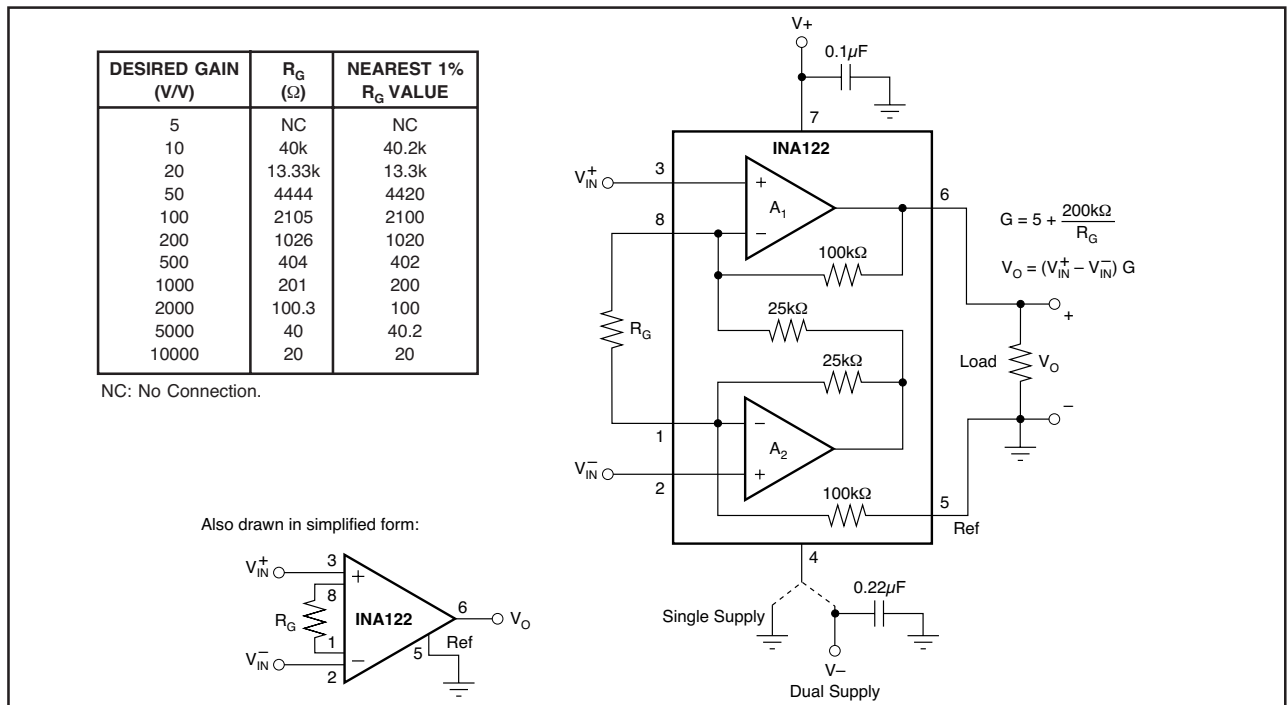 DESIRED GAIN (V/V) R_G (Ω) NEAREST 1% R_G VALUE
5 NC NC
10 40k 40.2k
20 13.33k 13.3k
50 4444 4420
100 2105 2100
200 1026 1020
500 404 402
1000 201 200
2000 100.3 100
5000 40 40.2
10000 20 20
NC: No Connection.
V+
0.1µF
7
INA122
3
V_IN^+
+
A_1
−
8
6
100kΩ
25kΩ
R_G
25kΩ
G = 5 + 200kΩ / R_G
V_O = (V_IN^+ – V_IN^−) G
+
Load
V_O
−
1
−
A_2
+
V_IN^−
2
100kΩ
5
Ref
4
Single Supply
0.22µF
V–
Dual Supply
Also drawn in simplified form:
V_IN^+
3
+
8
R_G
INA122
6
V_O
1
−
Ref
5
V_IN^−
2